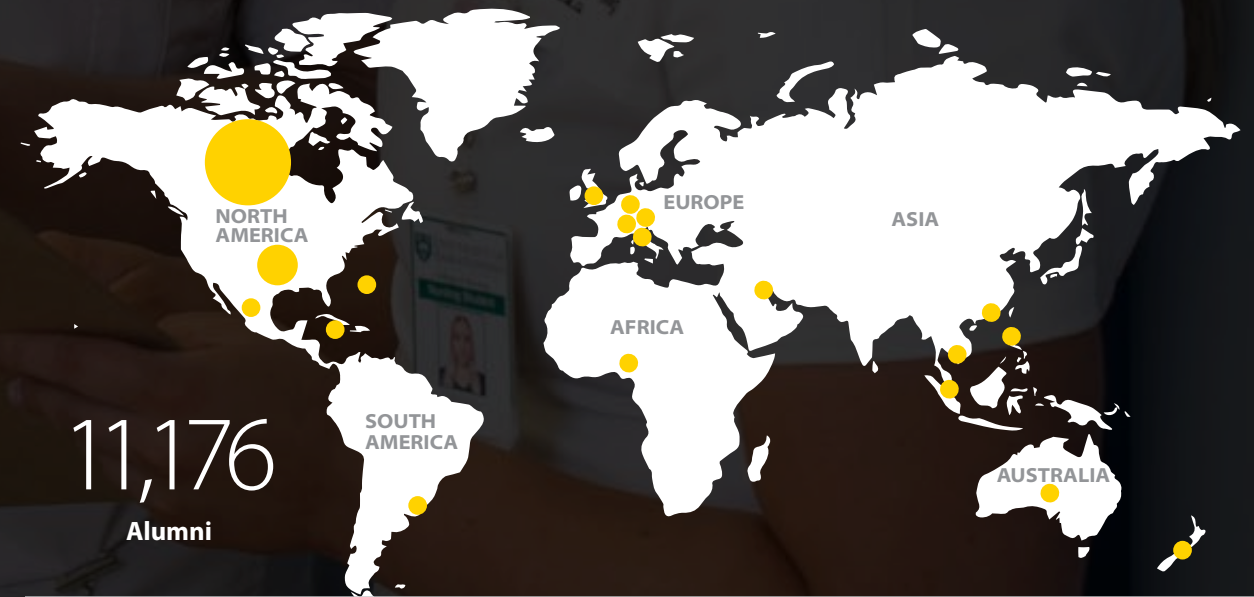 NORTH
AMERICA
EUROPE
ASIA
AFRICA
SOUTH
AMERICA
11,176
Alumni
AUSTRALIA